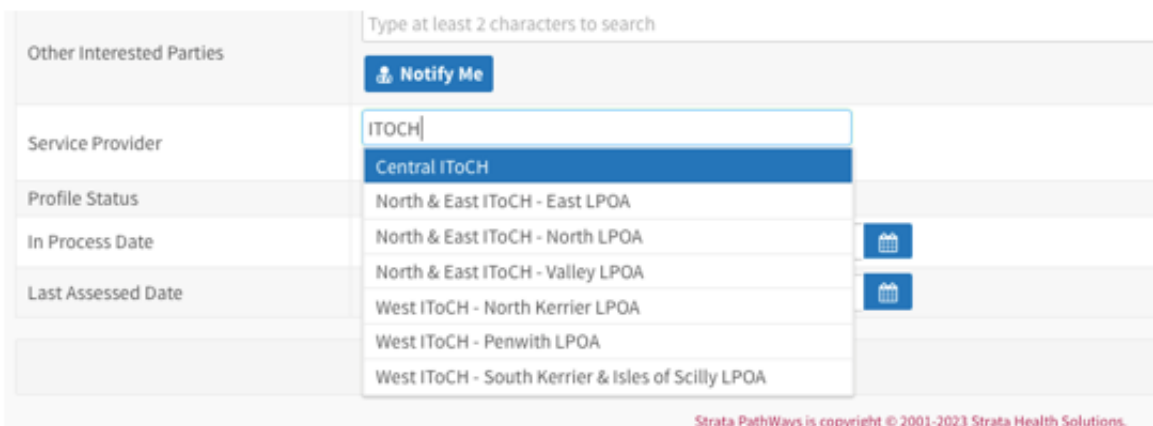 Type at least 2 characters to search
Other Interested Parties
Notify Me
Service Provider
ITOCH
Central IToCH
North & East IToCH - East LPOA
North & East IToCH - North LPOA
North & East IToCH - Valley LPOA
West IToCH - North Kerrier LPOA
West IToCH - Penwith LPOA
West IToCH - South Kerrier & Isles of Scilly LPOA
Profile Status
In Process Date
Last Assessed Date
Strata PathWays is copyright © 2001-2023 Strata Health Solutions.